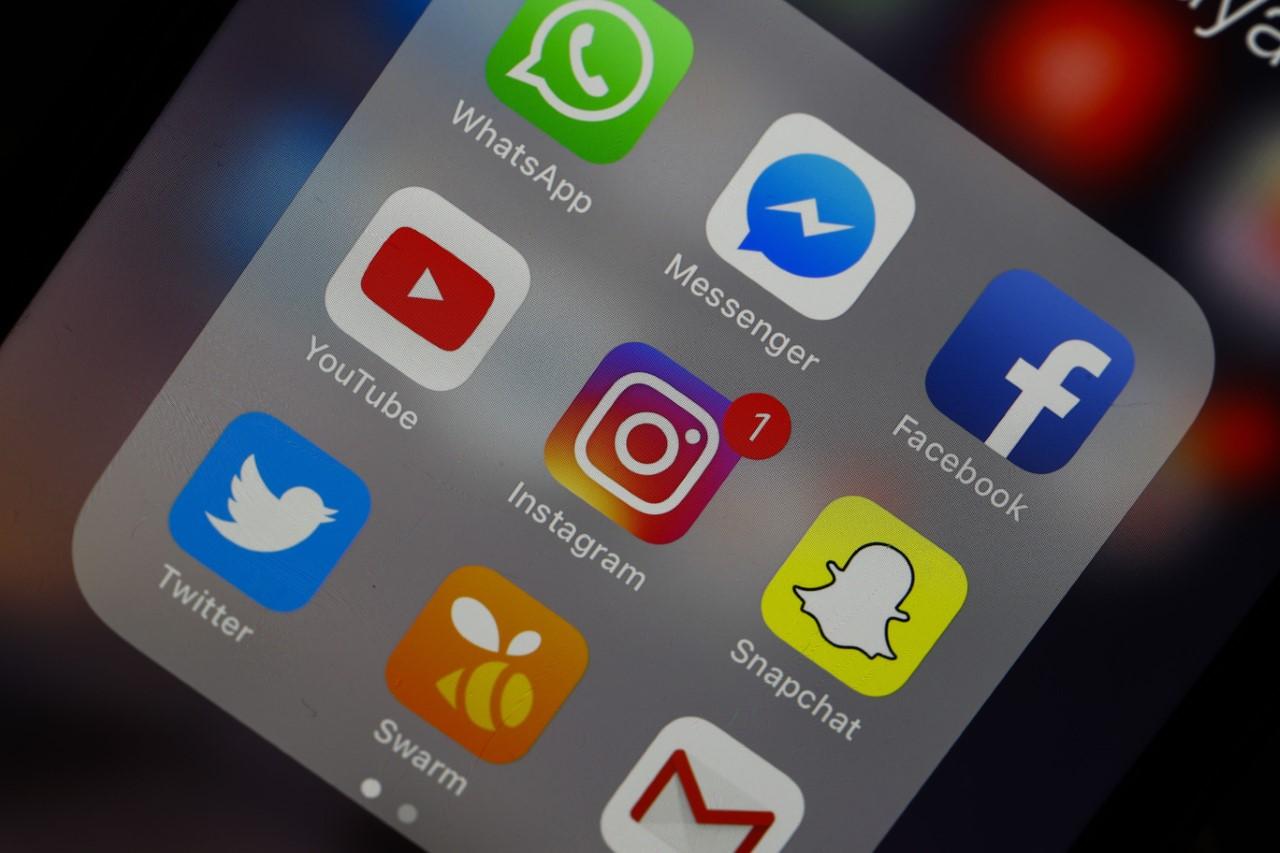 WhatsApp
Messenger
Facebook
YouTube
Instagram
1
Snapchat
Twitter
Swarm